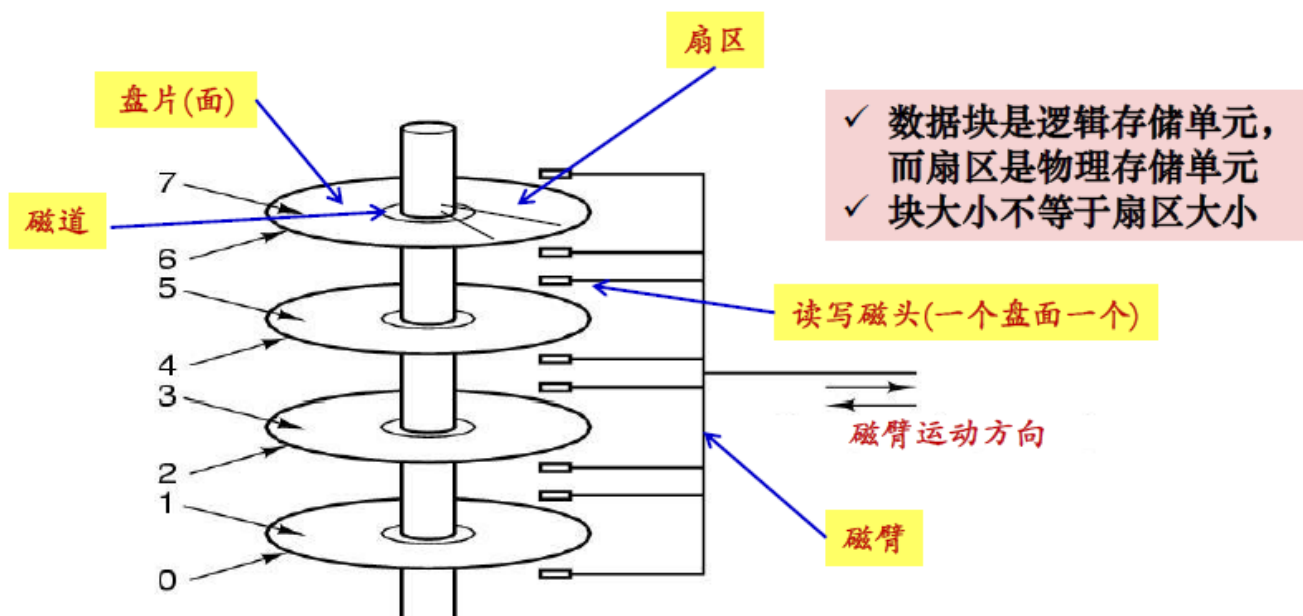 扇区
盘片(面)
✓ 数据块是逻辑存储单元，
而扇区是物理存储单元
✓ 块大小不等于扇区大小
7
磁道
6
5
读写磁头(一个盘面一个)
4
3
磁臂运动方向
2
1
磁臂
0